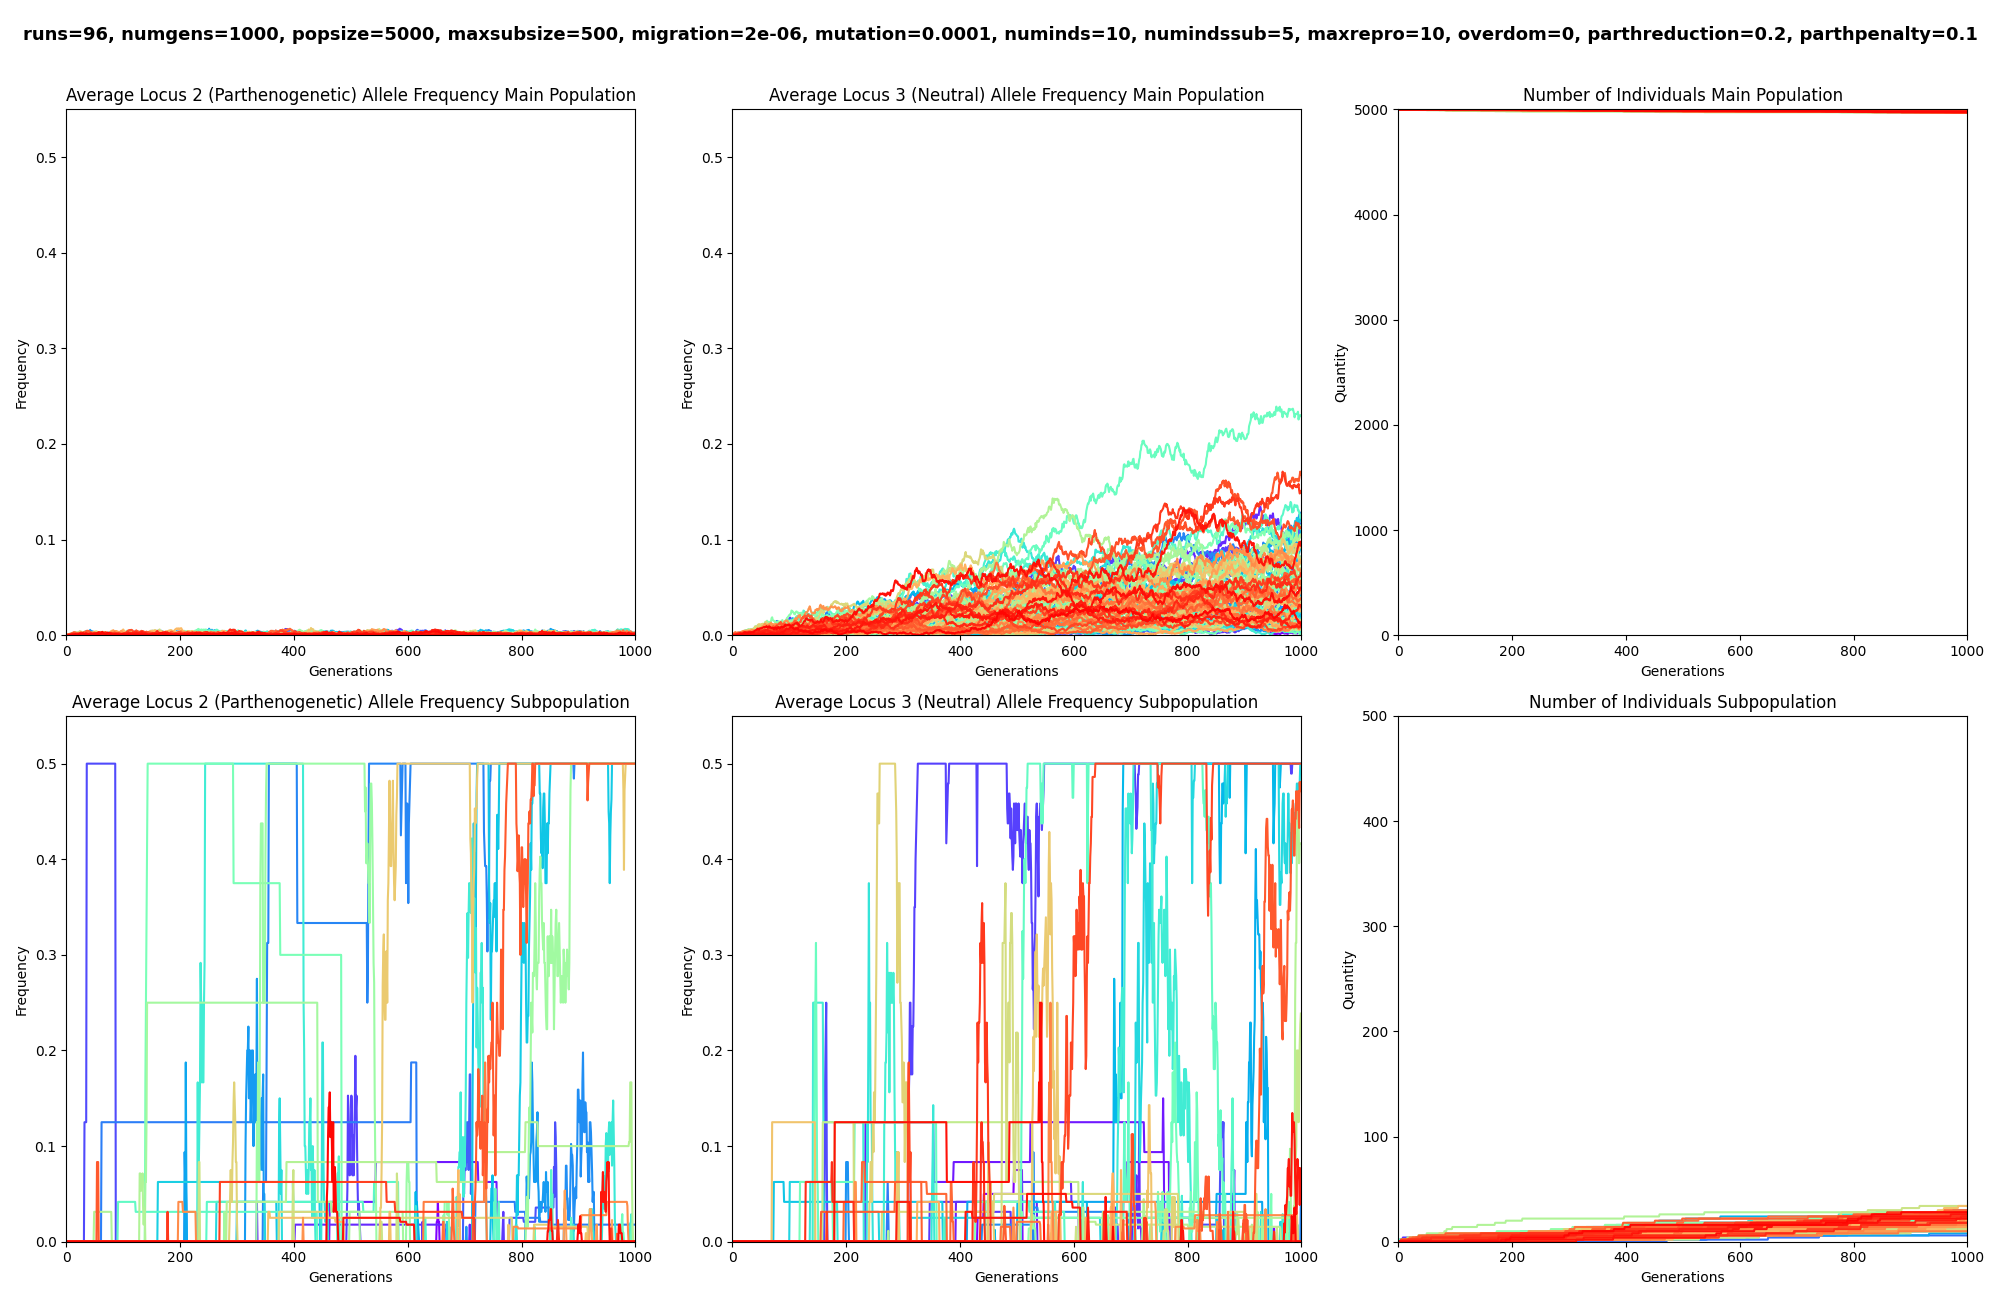 runs=96, numgens=1000, popsize=5000, maxsubsize=500, migration=2e-06, mutation=0.0001, numinds=10, numindssub=5, maxrepro=10, overdom=0, parthreduction=0.2, parthpenalty=0.1
Average Locus 2 (Parthenogenetic) Allele Frequency Main Population
0.5
0.4
0.3
0.2
0.1
0.0
Frequency
0 200 400 600 800 1000
Generations
Average Locus 3 (Neutral) Allele Frequency Main Population
0.5
0.4
0.3
0.2
0.1
0.0
Frequency
0 200 400 600 800 1000
Generations
Number of Individuals Main Population
5000
4000
3000
2000
1000
0
Quantity
0 200 400 600 800 1000
Generations
Average Locus 2 (Parthenogenetic) Allele Frequency Subpopulation
0.5
0.4
0.3
0.2
0.1
0.0
Frequency
0 200 400 600 800 1000
Generations
Average Locus 3 (Neutral) Allele Frequency Subpopulation
0.5
0.4
0.3
0.2
0.1
0.0
Frequency
0 200 400 600 800 1000
Generations
Number of Individuals Subpopulation
500
400
300
200
100
0
Quantity
0 200 400 600 800 1000
Generations